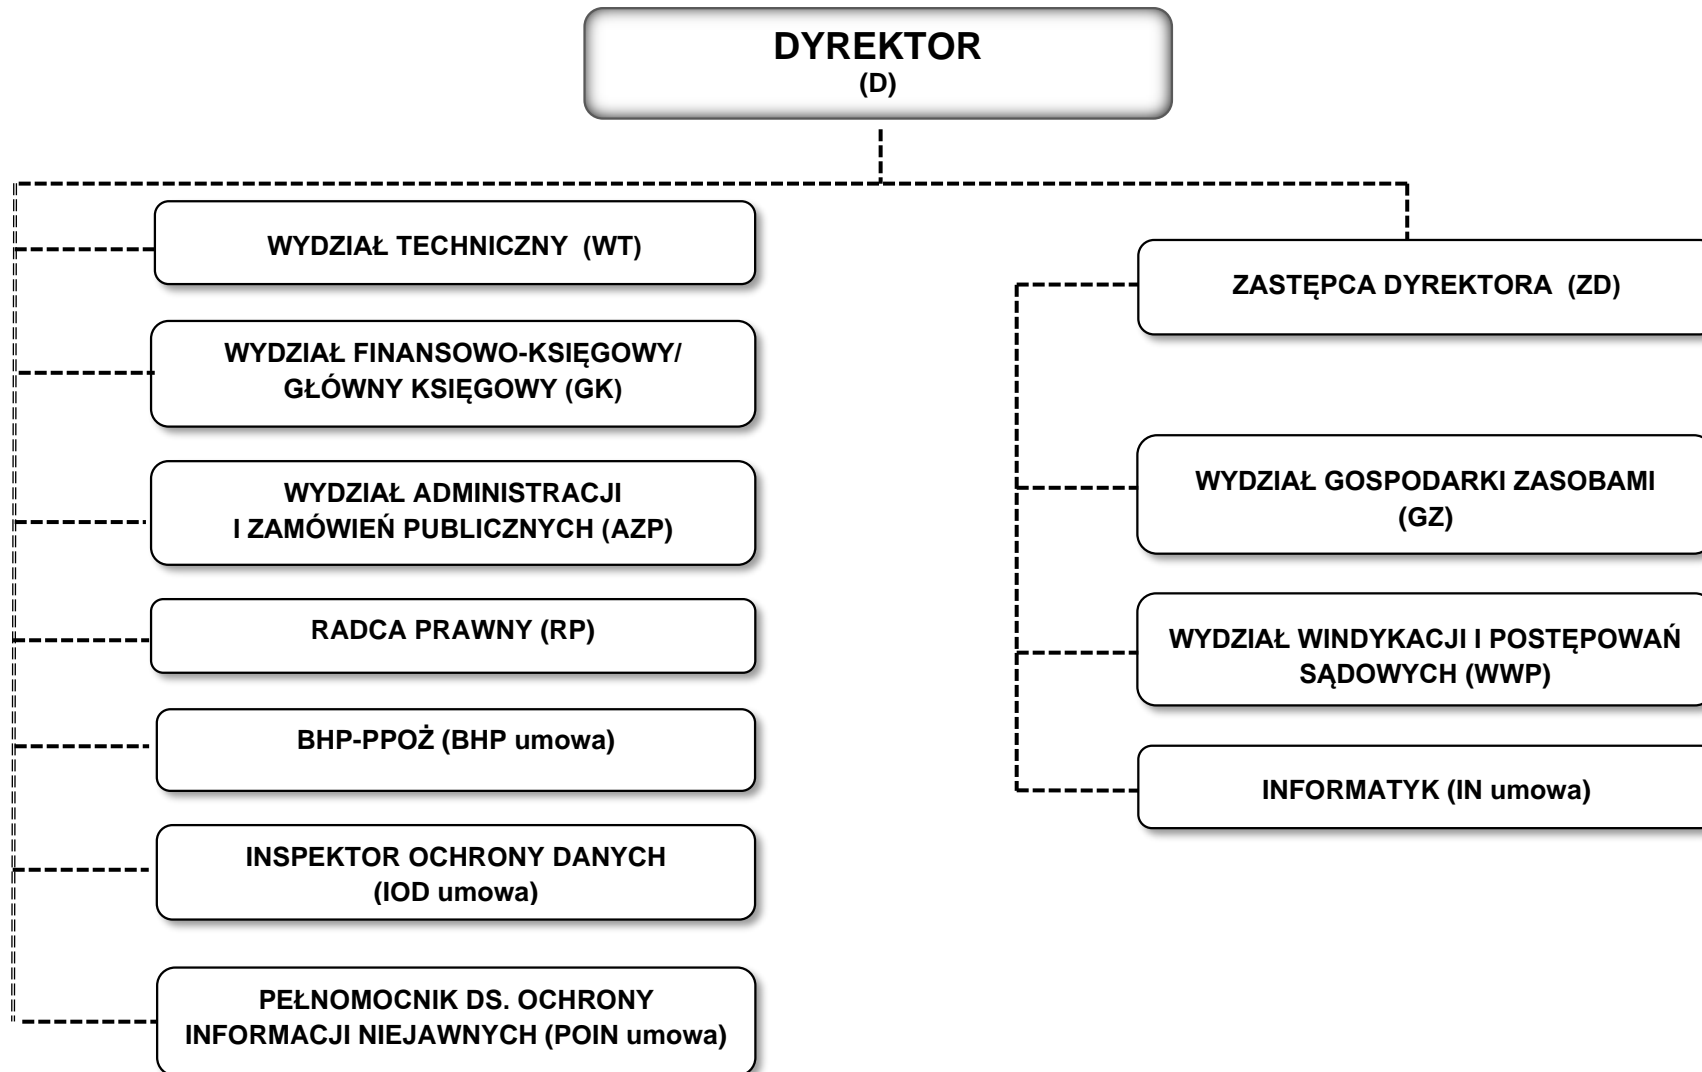 DYREKTOR
(D)
WYDZIAŁ TECHNICZNY (WT)
WYDZIAŁ FINANSOWO-KSIĘGOWY/
GŁÓWNY KSIĘGOWY (GK)
WYDZIAŁ ADMINISTRACJI
I ZAMÓWIEŃ PUBLICZNYCH (AZP)
RADCA PRAWNY (RP)
BHP-PPOŻ (BHP umowa)
INSPEKTOR OCHRONY DANYCH
(IOD umowa)
PEŁNOMOCNIK DS. OCHRONY
INFORMACJI NIEJAWNYCH (POIN umowa)
ZASTĘPCA DYREKTORA (ZD)
WYDZIAŁ GOSPODARKI ZASOBAMI
(GZ)
WYDZIAŁ WINDYKACJI I POSTĘPOWAŃ
SĄDOWYCH (WWP)
INFORMATYK (IN umowa)